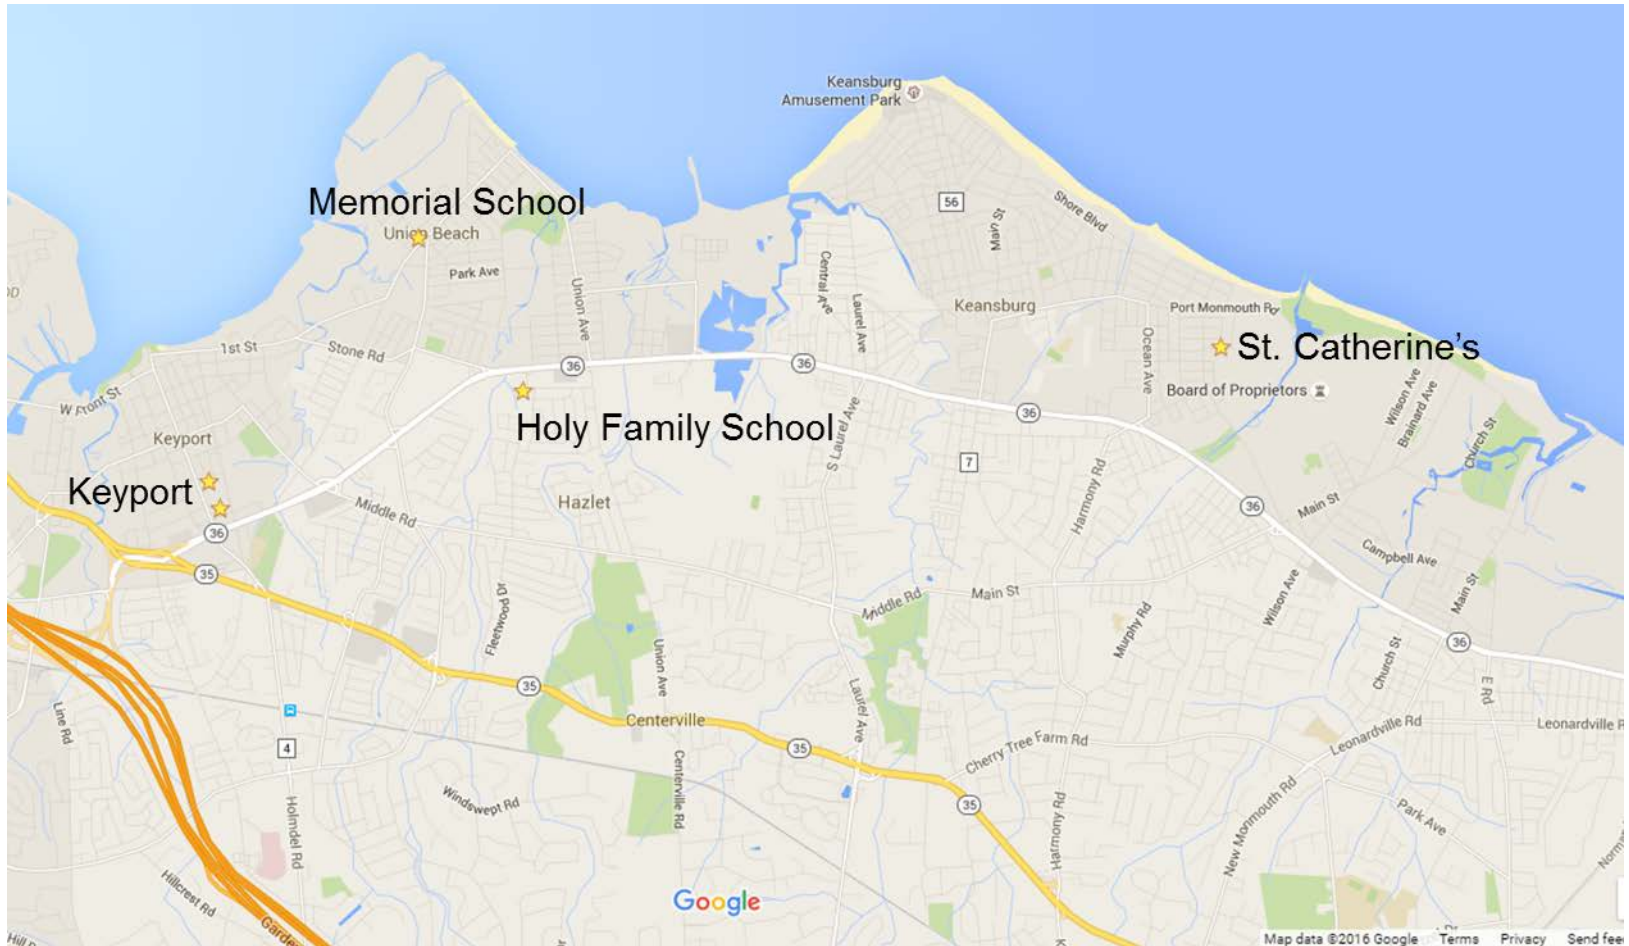 Keansburg
Amusement Park
Memorial School
Union Beach
56
Main St
Shore Blvd
Park Ave
Union Ave
Central Ave
Laurel Ave
Keansburg
Port Monmouth Rd
Ocean Ave
St. Catherine's
Board of Proprietors
1st St
Stone Rd
36
36
36
W Front St
Wilson Ave
Brainard Ave
Church St
Keyport
Holy Family School
S Laurel Ave
7
Harmony Rd
Keyport
Hazlet
Middle Rd
36
36
Main St
Campbell Ave
35
Fleetwood Dr
Middle Rd
Main St
Murphy Rd
Wilson Ave
Main St
36
Church St
E Rd
Union Ave
35
Laurel Ave
Line Rd
Centerville
Leonardville Rd
Leonardville R
4
35
Cherry Tree Farm Rd
Centerville Rd
Windswept Rd
Holmdel Rd
35
Harmony Rd
New Monmouth Rd
Park Ave
Hillcrest Rd
Google
Garde
Map data ©2016 Google Terms Privacy Send fee